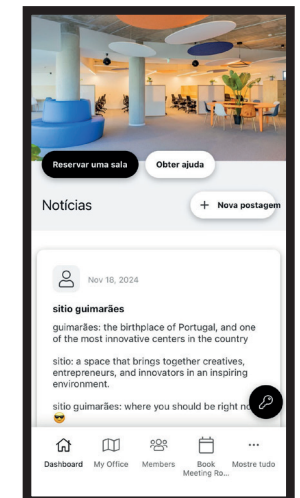 Reservar uma sala
Obter ajuda
Notícias
+ Nova postagem
Nov 18, 2024
sitio guimarães
guimarães: the birthplace of Portugal, and one
of the most innovative centers in the country
sitio: a space that brings together creatives,
entrepreneurs, and innovators in an inspiring
environment.
sitio guimarães: where you should be right
😎
Dashboard
My Office
Members
Book
Meeting Ro...
Mostre tudo